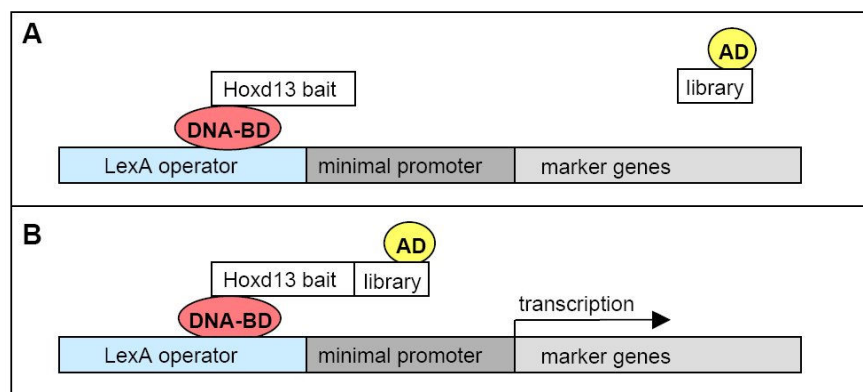 A
AD
Hoxd13 bait
library
DNA-BD
LexA operator minimal promoter marker genes
B
AD
Hoxd13 bait library
transcription
DNA-BD
LexA operator minimal promoter marker genes